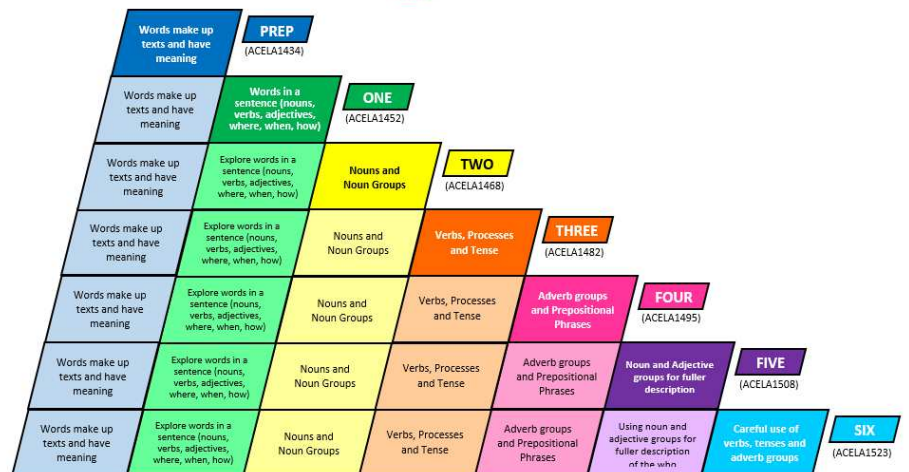 Words make up
texts and have
meaning
PREP
(ACELA1434)
Words make up
texts and have
meaning
Words in a
sentence (nouns,
verbs, adjectives,
where, when, how)
ONE
(ACELA1452)
Words make up
texts and have
meaning
Explore words in a
sentence (nouns,
verbs, adjectives,
where, when, how)
Nouns and
Noun Groups
TWO
(ACELA1468)
Words make up
texts and have
meaning
Explore words in a
sentence (nouns,
verbs, adjectives,
where, when, how)
Nouns and
Noun Groups
Verbs, Processes
and Tense
THREE
(ACELA1482)
Words make up
texts and have
meaning
Explore words in a
sentence (nouns,
verbs, adjectives,
where, when, how)
Nouns and
Noun Groups
Verbs, Processes
and Tense
Adverb groups
and Prepositional
Phrases
FOUR
(ACELA1495)
Words make up
texts and have
meaning
Explore words in a
sentence (nouns,
verbs, adjectives,
where, when, how)
Nouns and
Noun Groups
Verbs, Processes
and Tense
Adverb groups
and Prepositional
Phrases
Noun and Adjective
groups for fuller
description
FIVE
(ACELA1508)
Words make up
texts and have
meaning
Explore words in a
sentence (nouns,
verbs, adjectives,
where, when, how)
Nouns and
Noun Groups
Verbs, Processes
and Tense
Adverb groups
and Prepositional
Phrases
Using noun and
adjective groups for
fuller description
of the who
Careful use of
verbs, tenses and
adverb groups
SIX
(ACELA1523)